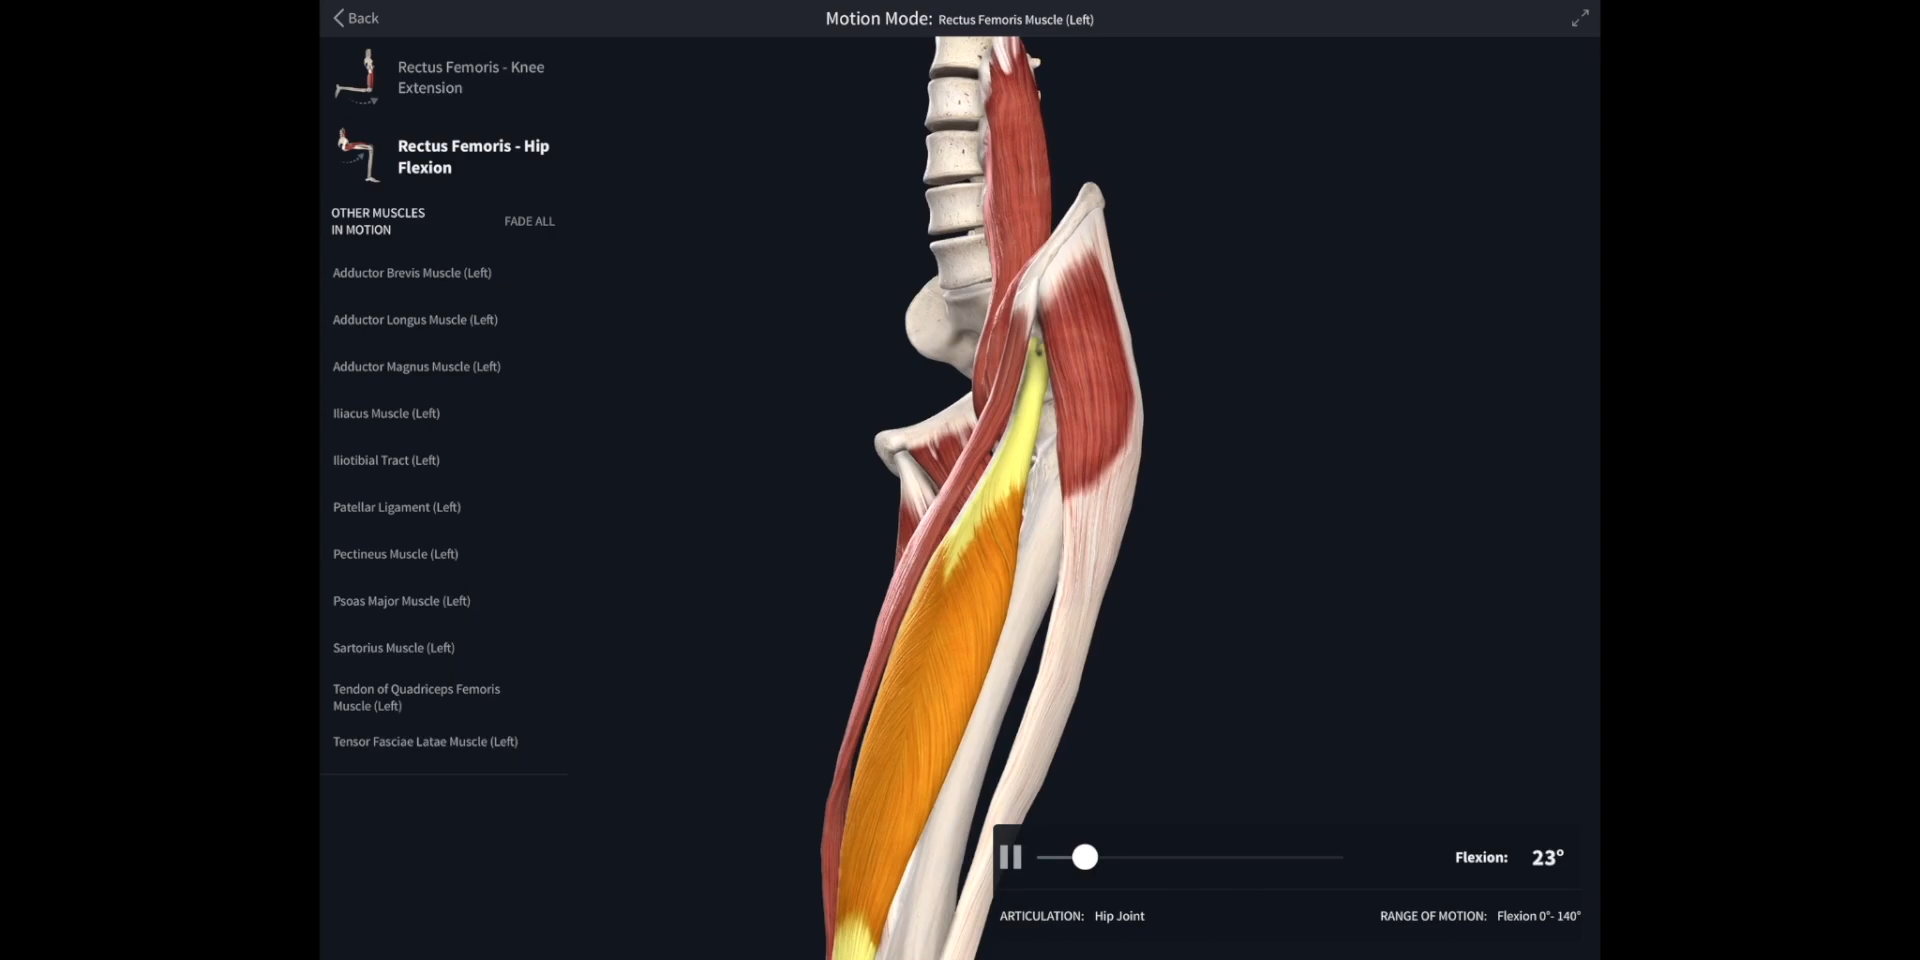 Back
Motion Mode: Rectus Femoris Muscle (Left)
Rectus Femoris - Knee
Extension
Rectus Femoris - Hip
Flexion
OTHER MUSCLES
IN MOTION
FADE ALL
Adductor Brevis Muscle (Left)
Adductor Longus Muscle (Left)
Adductor Magnus Muscle (Left)
Iliacus Muscle (Left)
Iliotibial Tract (Left)
Patellar Ligament (Left)
Pectineus Muscle (Left)
Psoas Major Muscle (Left)
Sartorius Muscle (Left)
Tendon of Quadriceps Femoris
Muscle (Left)
Tensor Fasciae Latae Muscle (Left)
Flexion: 23°
ARTICULATION: Hip Joint
RANGE OF MOTION: Flexion 0°- 140°